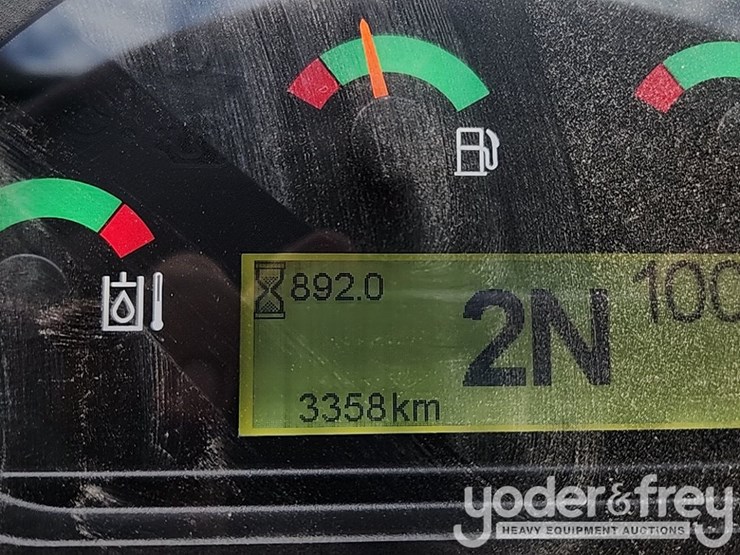 892.0
2N
100
3358km
yoder&frey
HEAVY EQUIPMENT AUCTIONS